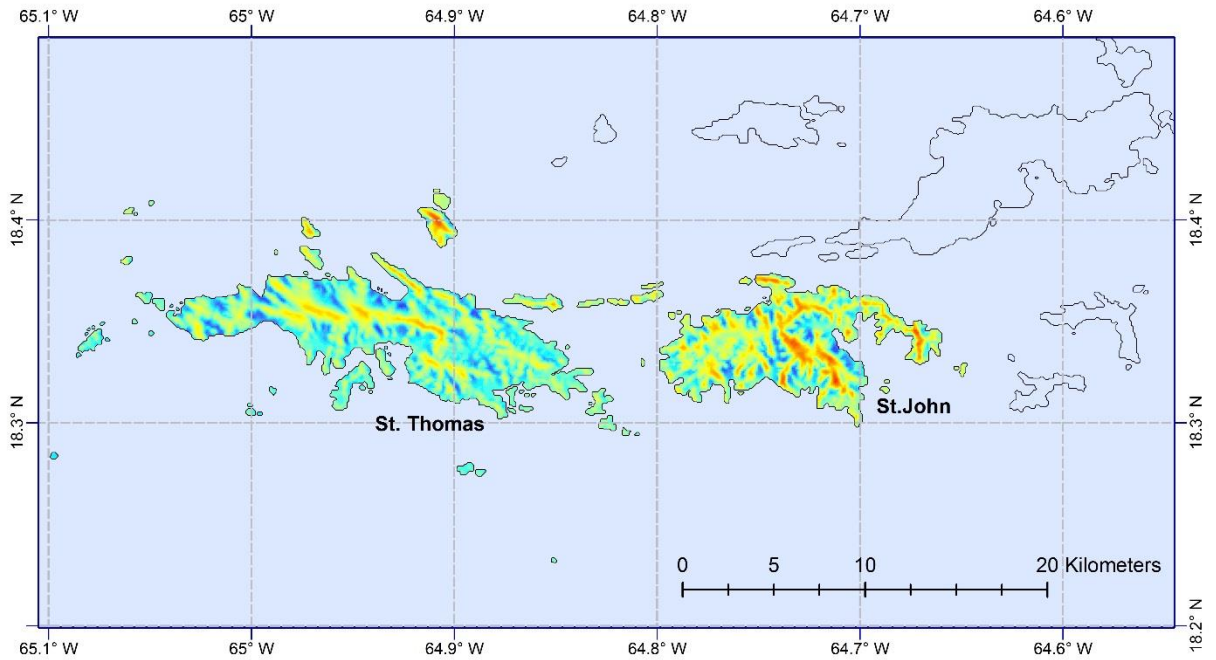 65.1° W 65° W 64.9° W 64.8° W 64.7° W 64.6° W
18.4° N 18.4° N
St.John
St. Thomas
18.3° N 18.3° N
0 5 10 20 Kilometers
18.2° N
65.1° W 65° W 64.9° W 64.8° W 64.7° W 64.6° W